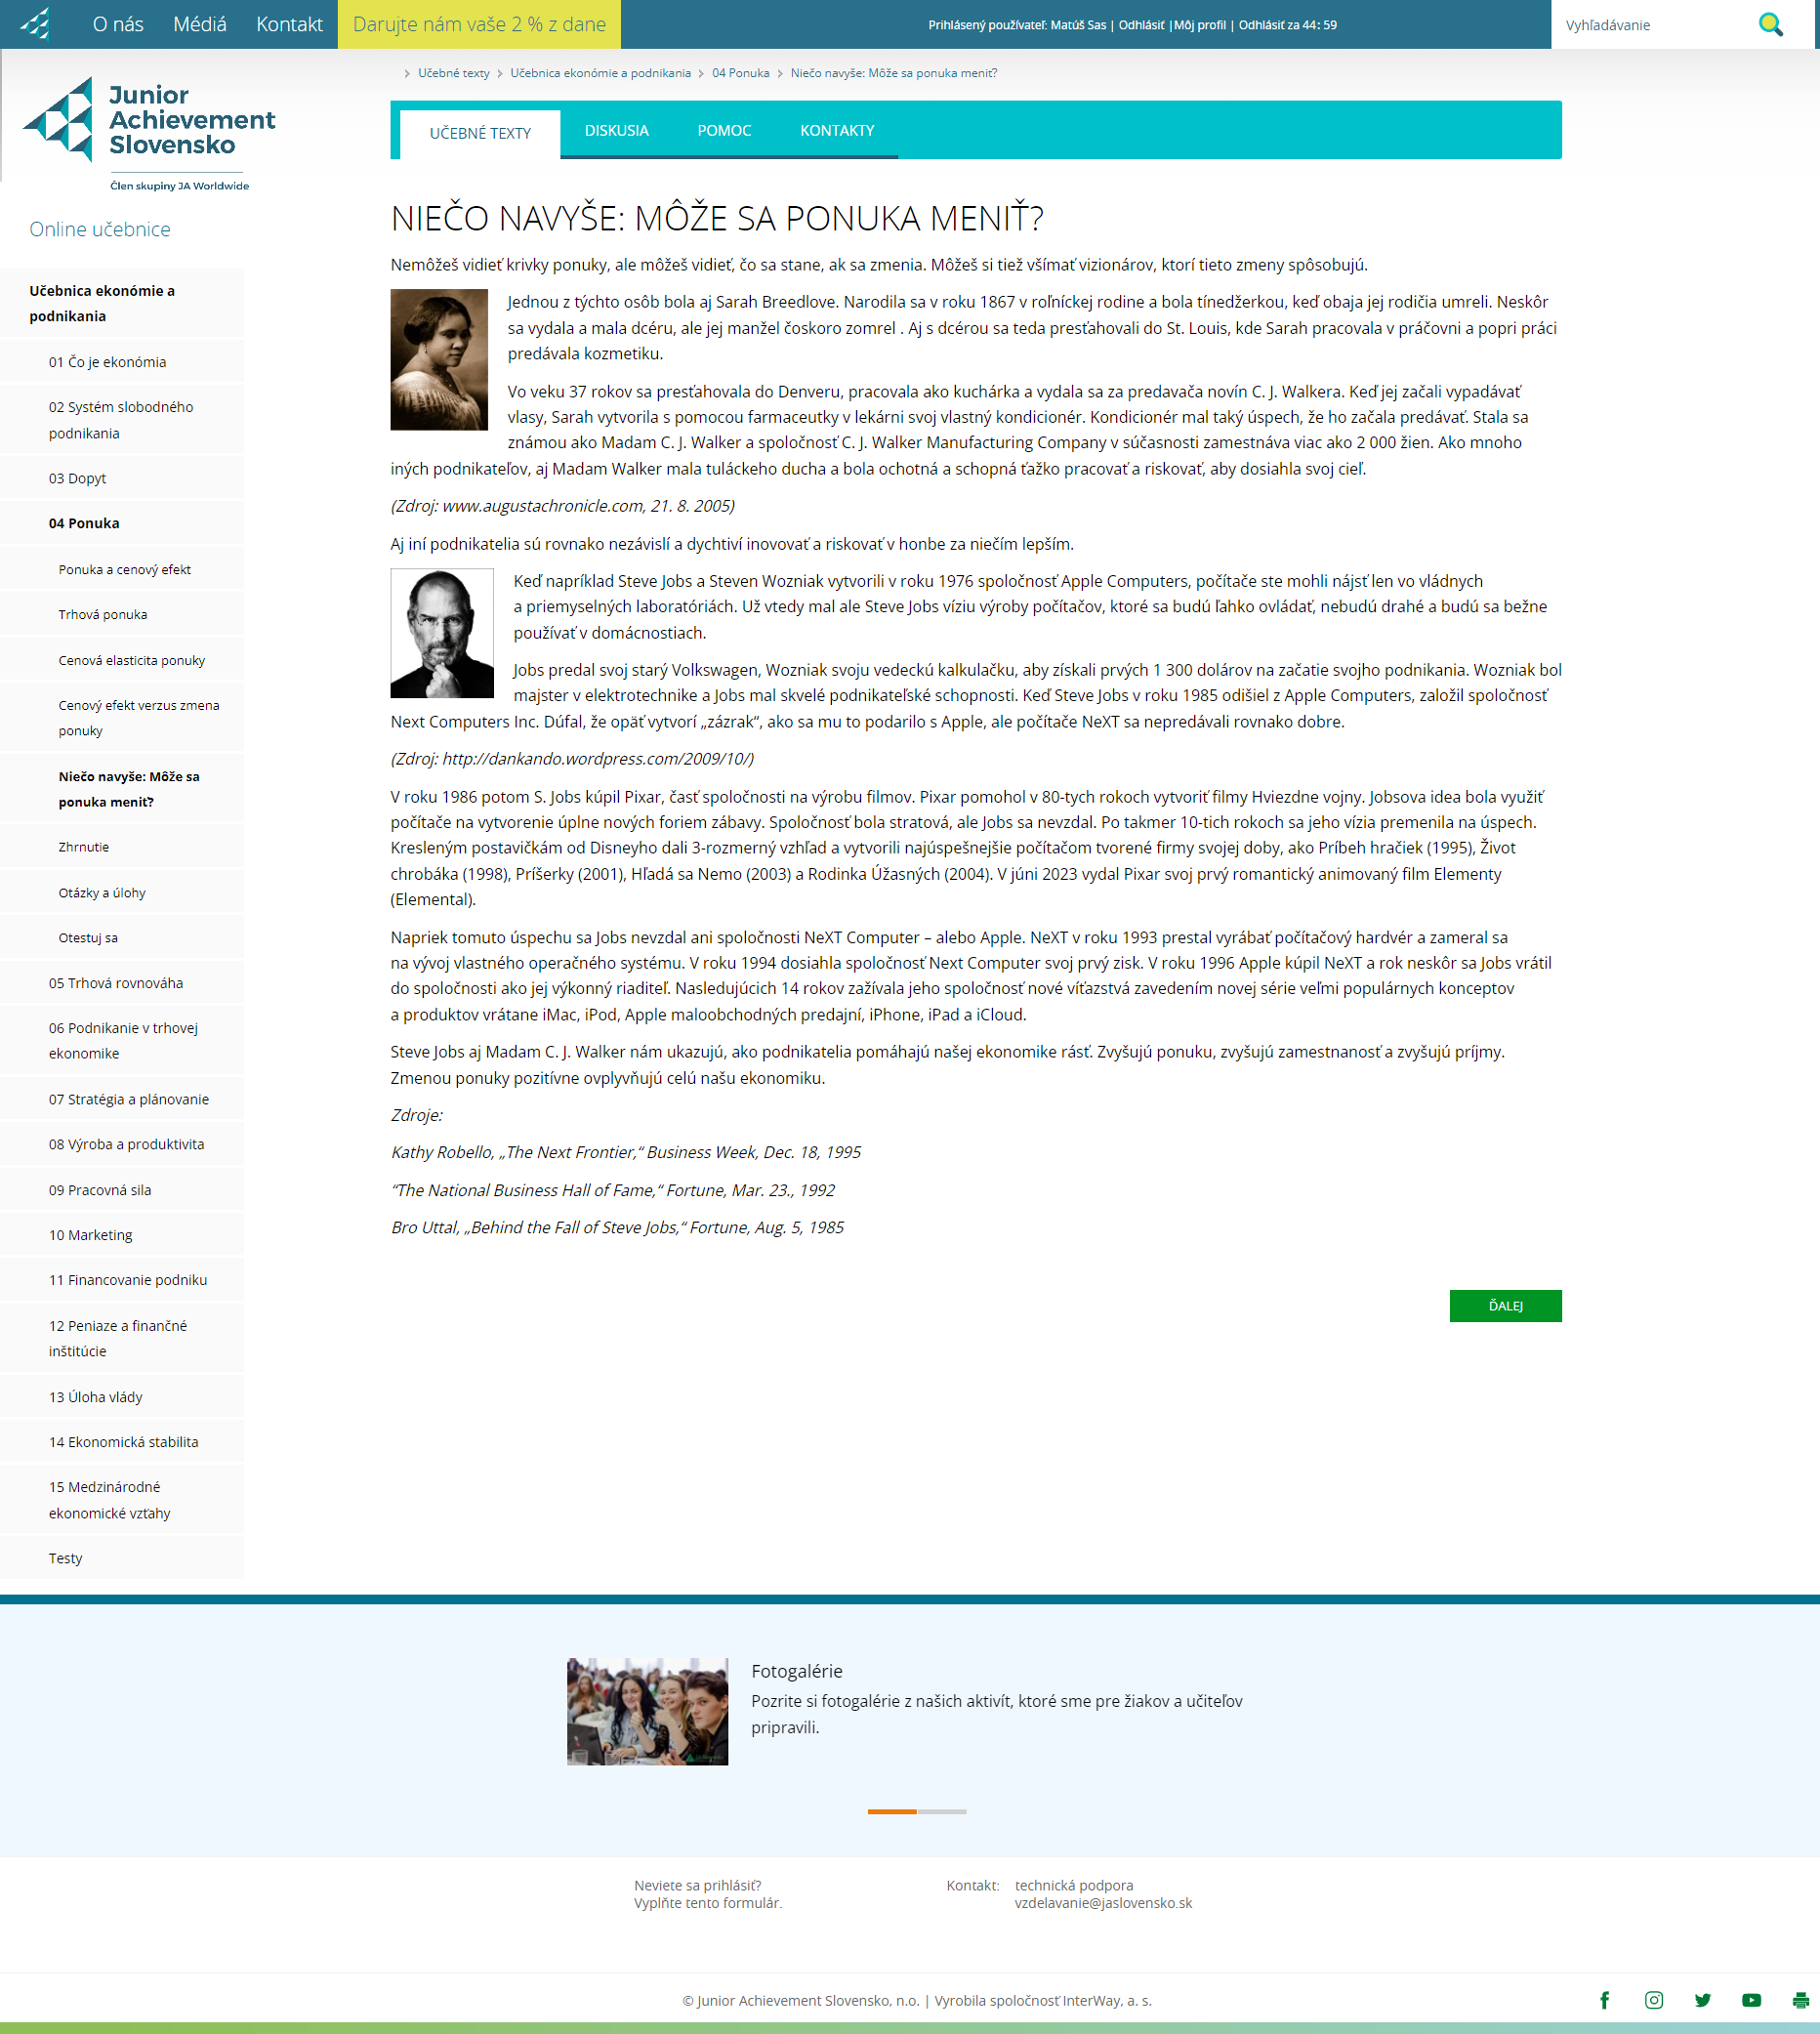 O nás
Médiá
Kontakt
Darujte nám vaše 2 % z dane
Prihlásený používateľ: Matúš Sas | Odhlásiť |Môj profil | Odhlásiť za 44: 59
Vyhľadávanie
Junior
Achievement
Slovensko
Člen skupiny JA Worldwide
Online učebnice
Učebnica ekonómie a
podnikania
01 Čo je ekonómia
02 Systém slobodného
podnikania
03 Dopyt
04 Ponuka
Ponuka a cenový efekt
Trhová ponuka
Cenová elasticita ponuky
Cenový efekt verzus zmena
ponuky
Niečo navyše: Môže sa
ponuka meniť?
Zhrnutie
Otázky a úlohy
Otestuj sa
05 Trhová rovnováha
06 Podnikanie v trhovej
ekonomike
07 Stratégia a plánovanie
08 Výroba a produktivita
09 Pracovná sila
10 Marketing
11 Financovanie podniku
12 Peniaze a finančné
inštitúcie
13 Úloha vlády
14 Ekonomická stabilita
15 Medzinárodné
ekonomické vzťahy
Testy
Učebné texty
Učebnica ekonómie a podnikania
04 Ponuka
Niečo navyše: Môže sa ponuka meniť?
UČEBNÉ TEXTY
DISKUSIA
POMOC
KONTAKTY
NIEČO NAVYŠE: MÔŽE SA PONUKA MENIŤ?
Nemôžeš vidieť krivky ponuky, ale môžeš vidieť, čo sa stane, ak sa zmenia. Môžeš si tiež všímať vizionárov, ktorí tieto zmeny spôsobujú.
Jednou z týchto osôb bola aj Sarah Breedlove. Narodila sa v roku 1867 v roľníckej rodine a bola tínedžerkou, keď obaja jej rodičia umreli. Neskôr
sa vydala a mala dcéru, ale jej manžel čoskoro zomrel . Aj s dcérou sa teda presťahovali do St. Louis, kde Sarah pracovala v práčovni a popri práci
predávala kozmetiku.
Vo veku 37 rokov sa presťahovala do Denveru, pracovala ako kuchárka a vydala sa za predavača novín C. J. Walkera. Keď jej začali vypadávať
vlasy, Sarah vytvorila s pomocou farmaceutky v lekárni svoj vlastný kondicionér. Kondicionér mal taký úspech, že ho začala predávať. Stala sa
známou ako Madam C. J. Walker a spoločnosť C. J. Walker Manufacturing Company v súčasnosti zamestnáva viac ako 2 000 žien. Ako mnoho
iných podnikateľov, aj Madam Walker mala tuláckeho ducha a bola ochotná a schopná ťažko pracovať a riskovať, aby dosiahla svoj cieľ.
(Zdroj: www.augustachronicle.com, 21. 8. 2005)
Aj iní podnikatelia sú rovnako nezávislí a dychtiví inovovať a riskovať v honbe za niečím lepším.
Keď napríklad Steve Jobs a Steven Wozniak vytvorili v roku 1976 spoločnosť Apple Computers, počítače ste mohli nájsť len vo vládnych
a priemyselných laboratóriách. Už vtedy mal ale Steve Jobs víziu výroby počítačov, ktoré sa budú ľahko ovládať, nebudú drahé a budú sa bežne
používať v domácnostiach.
Jobs predal svoj starý Volkswagen, Wozniak svoju vedeckú kalkulačku, aby získali prvých 1 300 dolárov na začatie svojho podnikania. Wozniak bol
majster v elektrotechnike a Jobs mal skvelé podnikateľské schopnosti. Keď Steve Jobs v roku 1985 odišiel z Apple Computers, založil spoločnosť
Next Computers Inc. Dúfal, že opäť vytvorí „zázrak“, ako sa mu to podarilo s Apple, ale počítače NeXT sa nepredávali rovnako dobre.
(Zdroj: http://dankando.wordpress.com/2009/10/)
V roku 1986 potom S. Jobs kúpil Pixar, časť spoločnosti na výrobu filmov. Pixar pomohol v 80-tych rokoch vytvoriť filmy Hviezdne vojny. Jobsova idea bola využiť
počítače na vytvorenie úplne nových foriem zábavy. Spoločnosť bola stratová, ale Jobs sa nevzdal. Po takmer 10-tich rokoch sa jeho vízia premenila na úspech.
Kresleným postavičkám od Disneyho dali 3-rozmerný vzhľad a vytvorili najúspešnejšie počítačom tvorené firmy svojej doby, ako Príbeh hračiek (1995), Život
chrobáka (1998), Príšerky (2001), Hľadá sa Nemo (2003) a Rodinka Úžasných (2004). V júni 2023 vydal Pixar svoj prvý romantický animovaný film Elementy
(Elemental).
Napriek tomuto úspechu sa Jobs nevzdal ani spoločnosti NeXT Computer – alebo Apple. NeXT v roku 1993 prestal vyrábať počítačový hardvér a zameral sa
na vývoj vlastného operačného systému. V roku 1994 dosiahla spoločnosť Next Computer svoj prvý zisk. V roku 1996 Apple kúpil NeXT a rok neskôr sa Jobs vrátil
do spoločnosti ako jej výkonný riaditeľ. Nasledujúcich 14 rokov zažívala jeho spoločnosť nové víťazstvá zavedením novej série veľmi populárnych konceptov
a produktov vrátane iMac, iPod, Apple maloobchodných predajní, iPhone, iPad a iCloud.
Steve Jobs aj Madam C. J. Walker nám ukazujú, ako podnikatelia pomáhajú našej ekonomike rásť. Zvyšujú ponuku, zvyšujú zamestnanosť a zvyšujú príjmy.
Zmenou ponuky pozitívne ovplyvňujú celú našu ekonomiku.
Zdroje:
Kathy Robello, „The Next Frontier,“ Business Week, Dec. 18, 1995
“The National Business Hall of Fame,“ Fortune, Mar. 23., 1992
Bro Uttal, „Behind the Fall of Steve Jobs,“ Fortune, Aug. 5, 1985
ĎALEJ
Fotogalérie
Pozrite si fotogalérie z našich aktivít, ktoré sme pre žiakov a učiteľov
pripravili.
Neviete sa prihlásiť?
Vyplňte tento formulár.
Kontakt:
technická podpora
vzdelavanie@jaslovensko.sk
© Junior Achievement Slovensko, n.o. | Vyrobila spoločnosť InterWay, a. s.